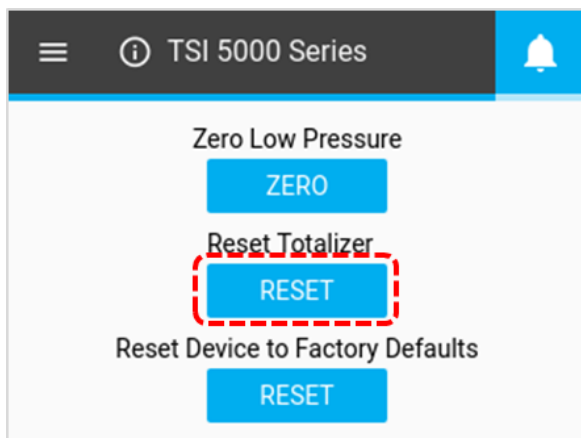 TSI 5000 Series
Zero Low Pressure
ZERO
Reset Totalizer
RESET
Reset Device to Factory Defaults
RESET